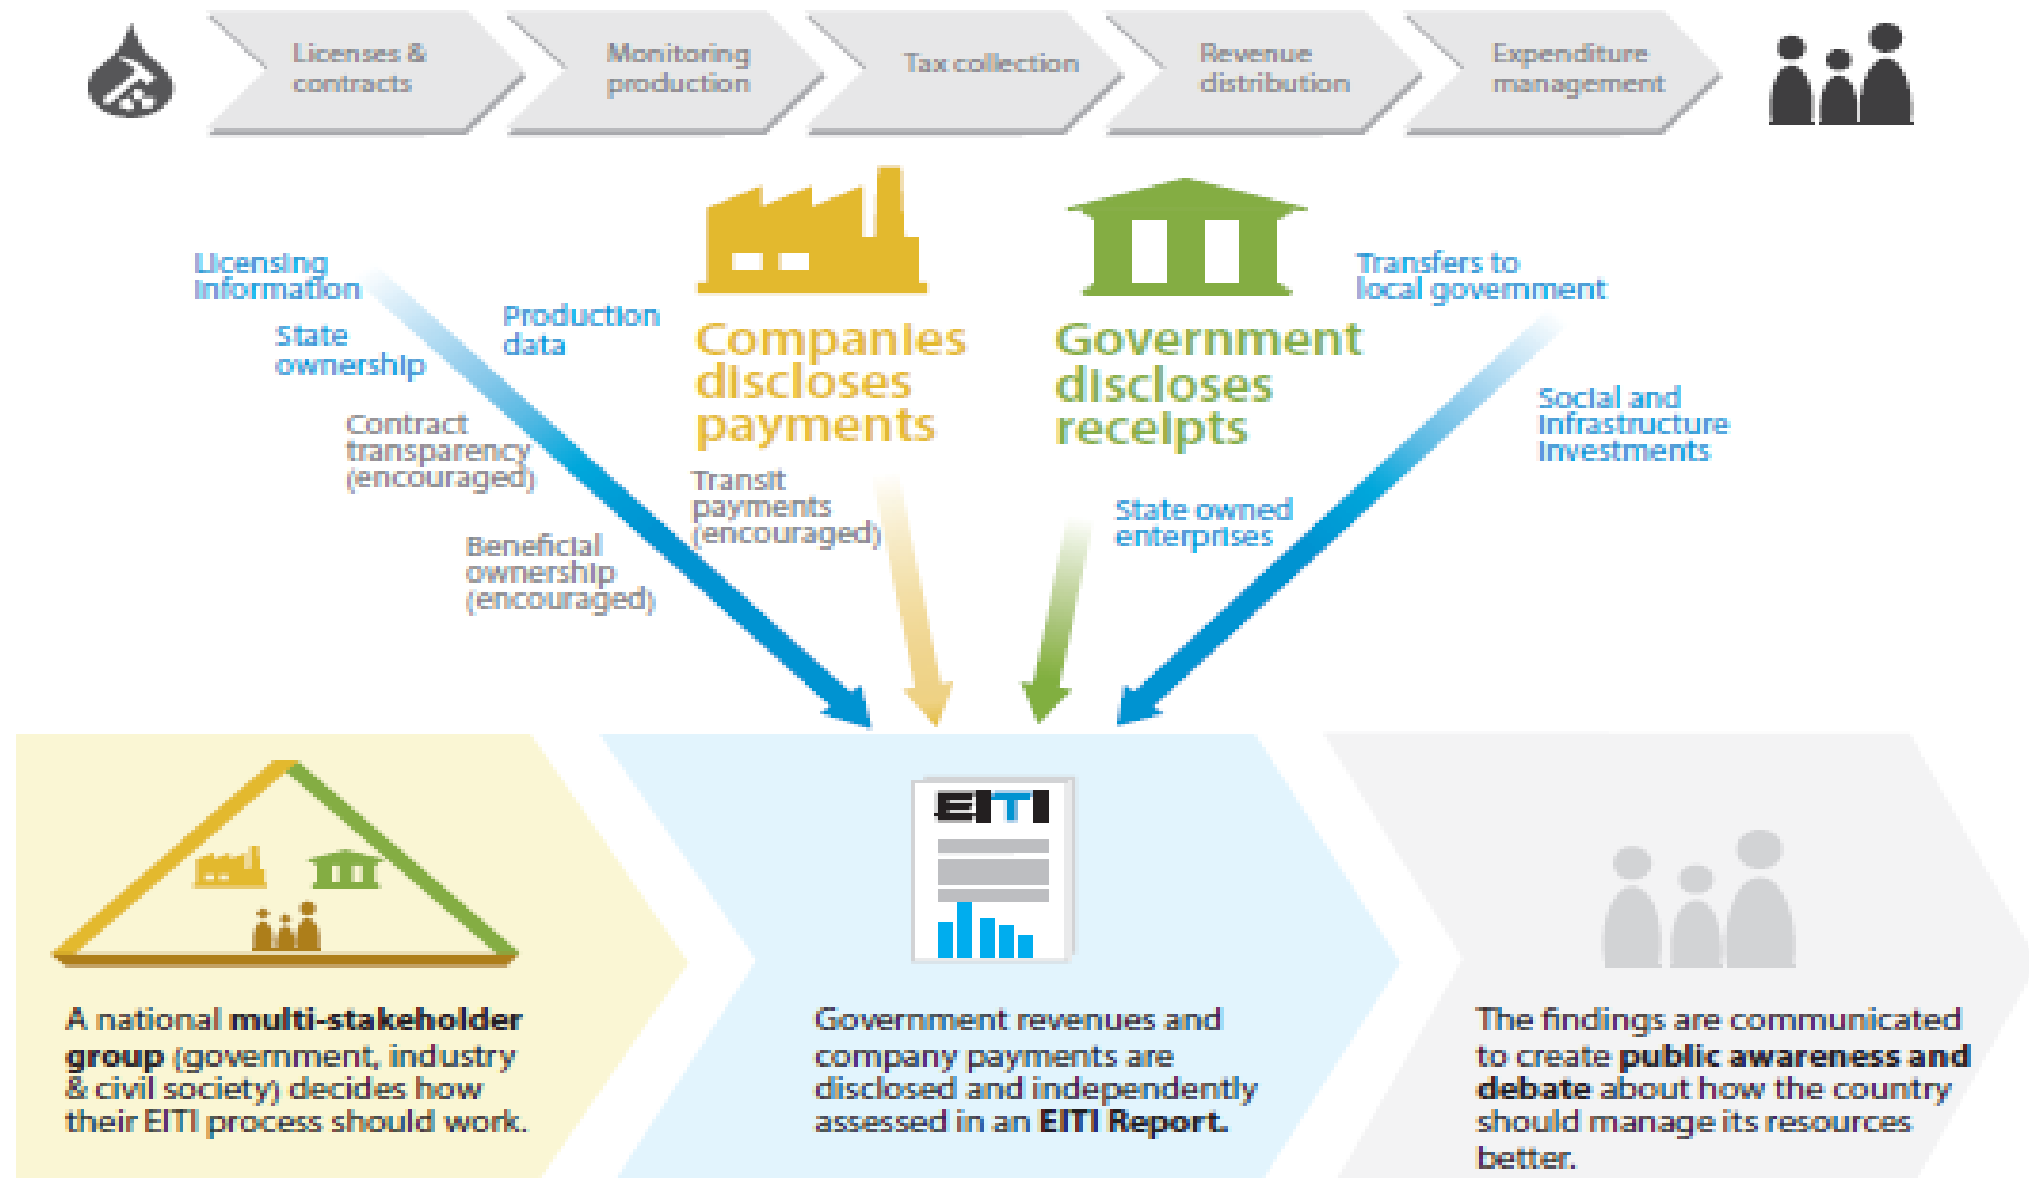 Licenses &
contracts
Monitoring
production
Tax collection
Revenue
distribution
Expenditure
management
Licensing
Information
State
ownership
Production
data
Contract
transparency
(encouraged)
Beneficial
ownership
(encouraged)
Companies
discloses
payments
Transit
payments
(encouraged)
Government
discloses
receipts
State owned
enterprises
Transfers to
local government
Social and
Infrastructure
Investments
EITI
A national multi-stakeholder
group (government, industry
& civil society) decides how
their EITI process should work.
Government revenues and
company payments are
disclosed and independently
assessed in an EITI Report.
The findings are communicated
to create public awareness and
debate about how the country
should manage its resources
better.